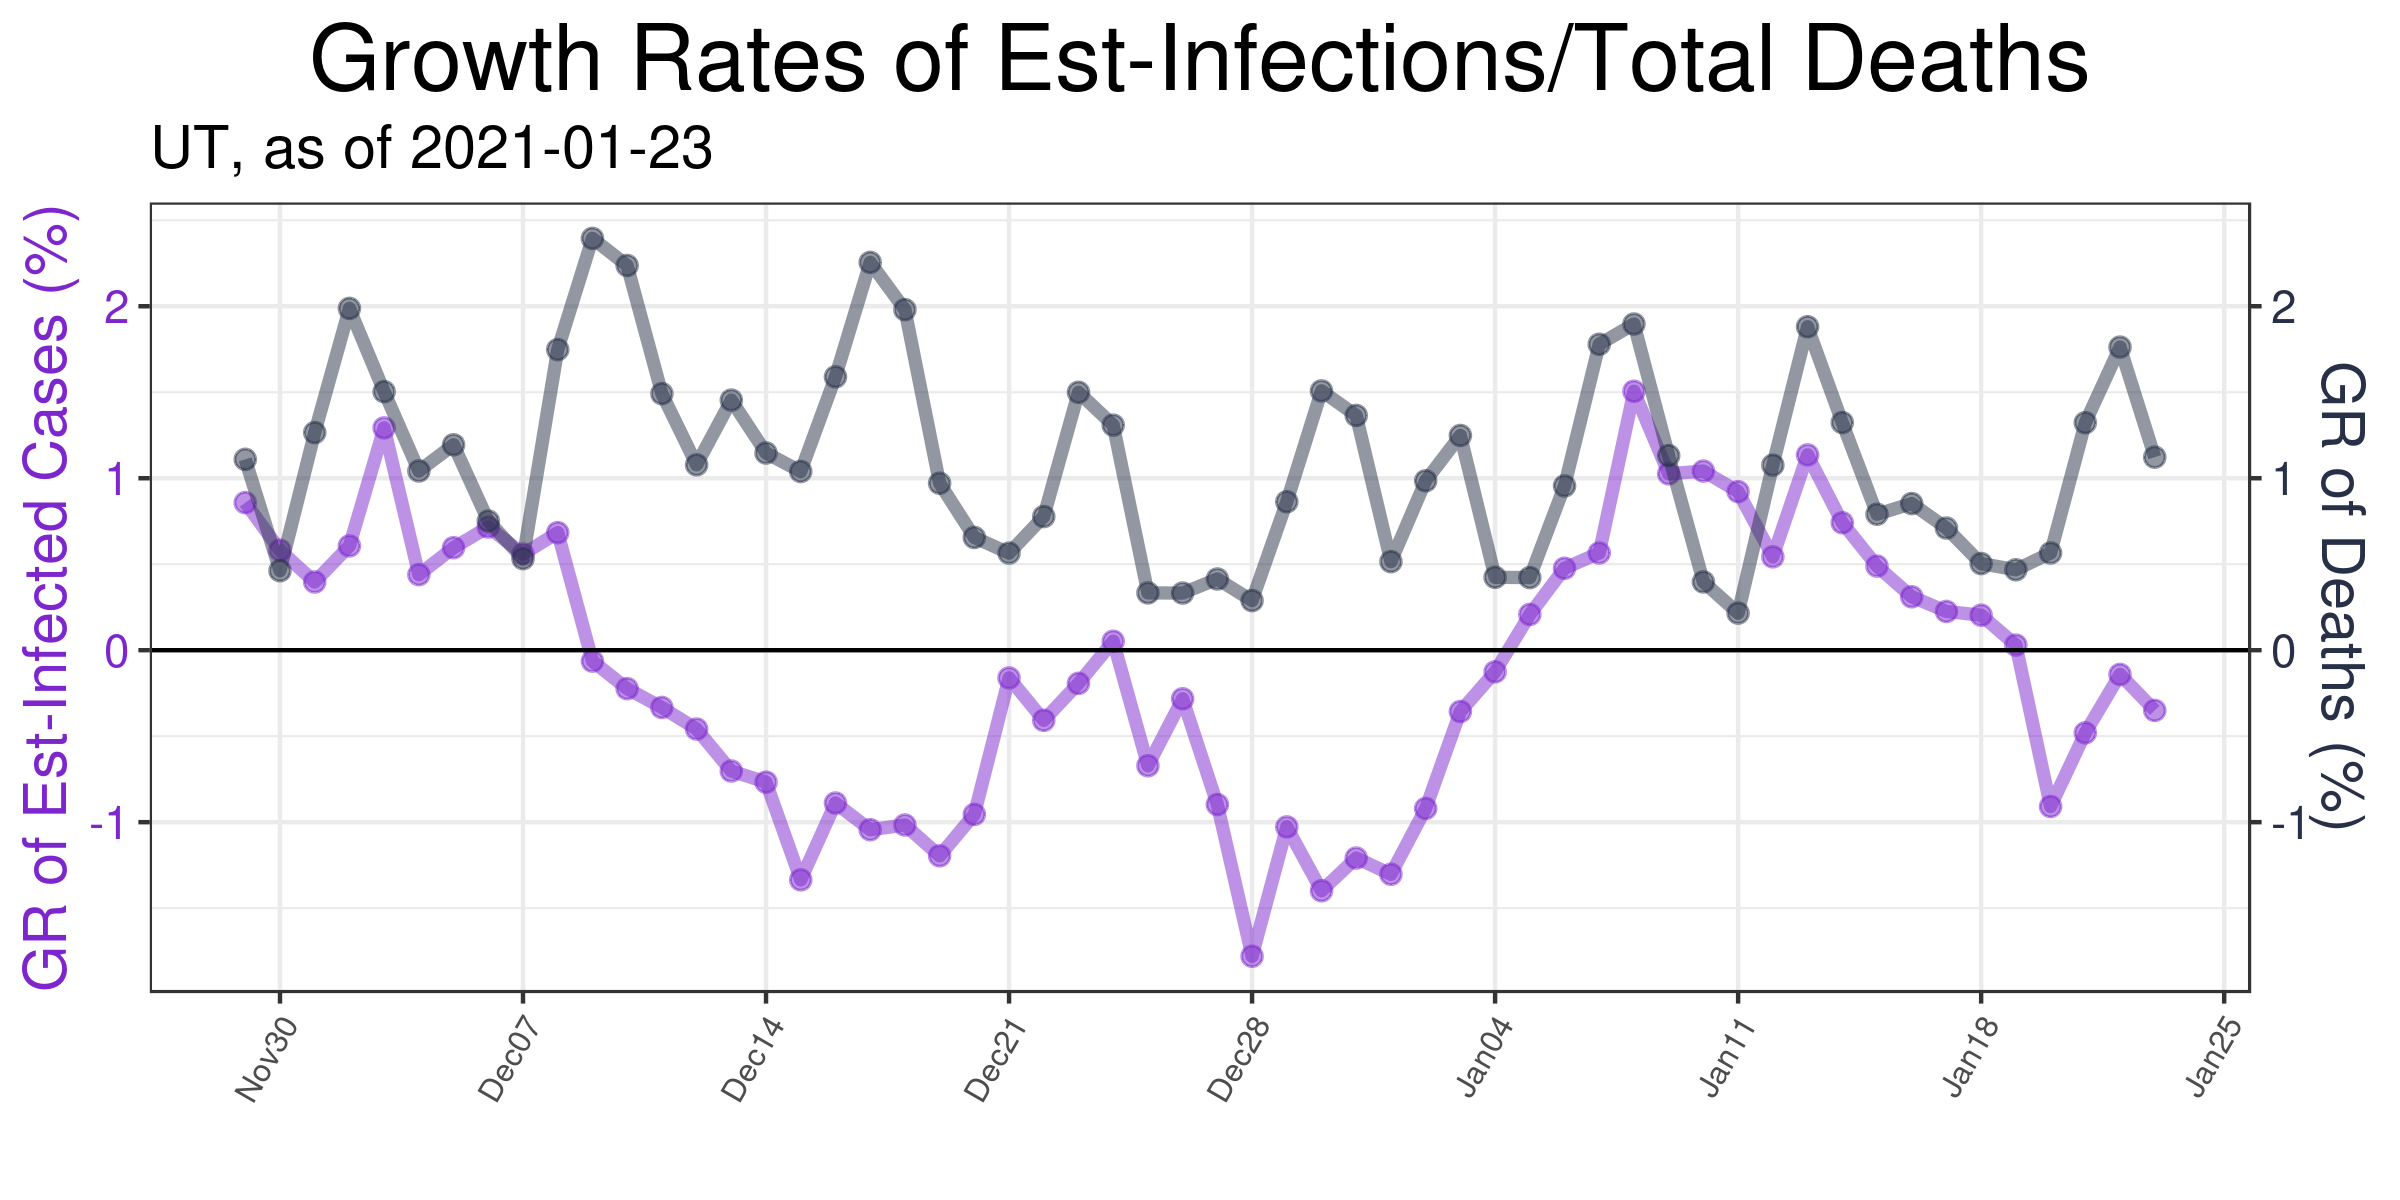 Growth Rates of Est-Infections/Total Deaths
UT, as of 2021-01-23
GR of Est-Infected Cases (%)
2
1
0
-1
2
1
0
-1
GR of Deaths (%)
Nov30
Dec07
Dec14
Dec21
Dec28
Jan04
Jan11
Jan18
Jan25